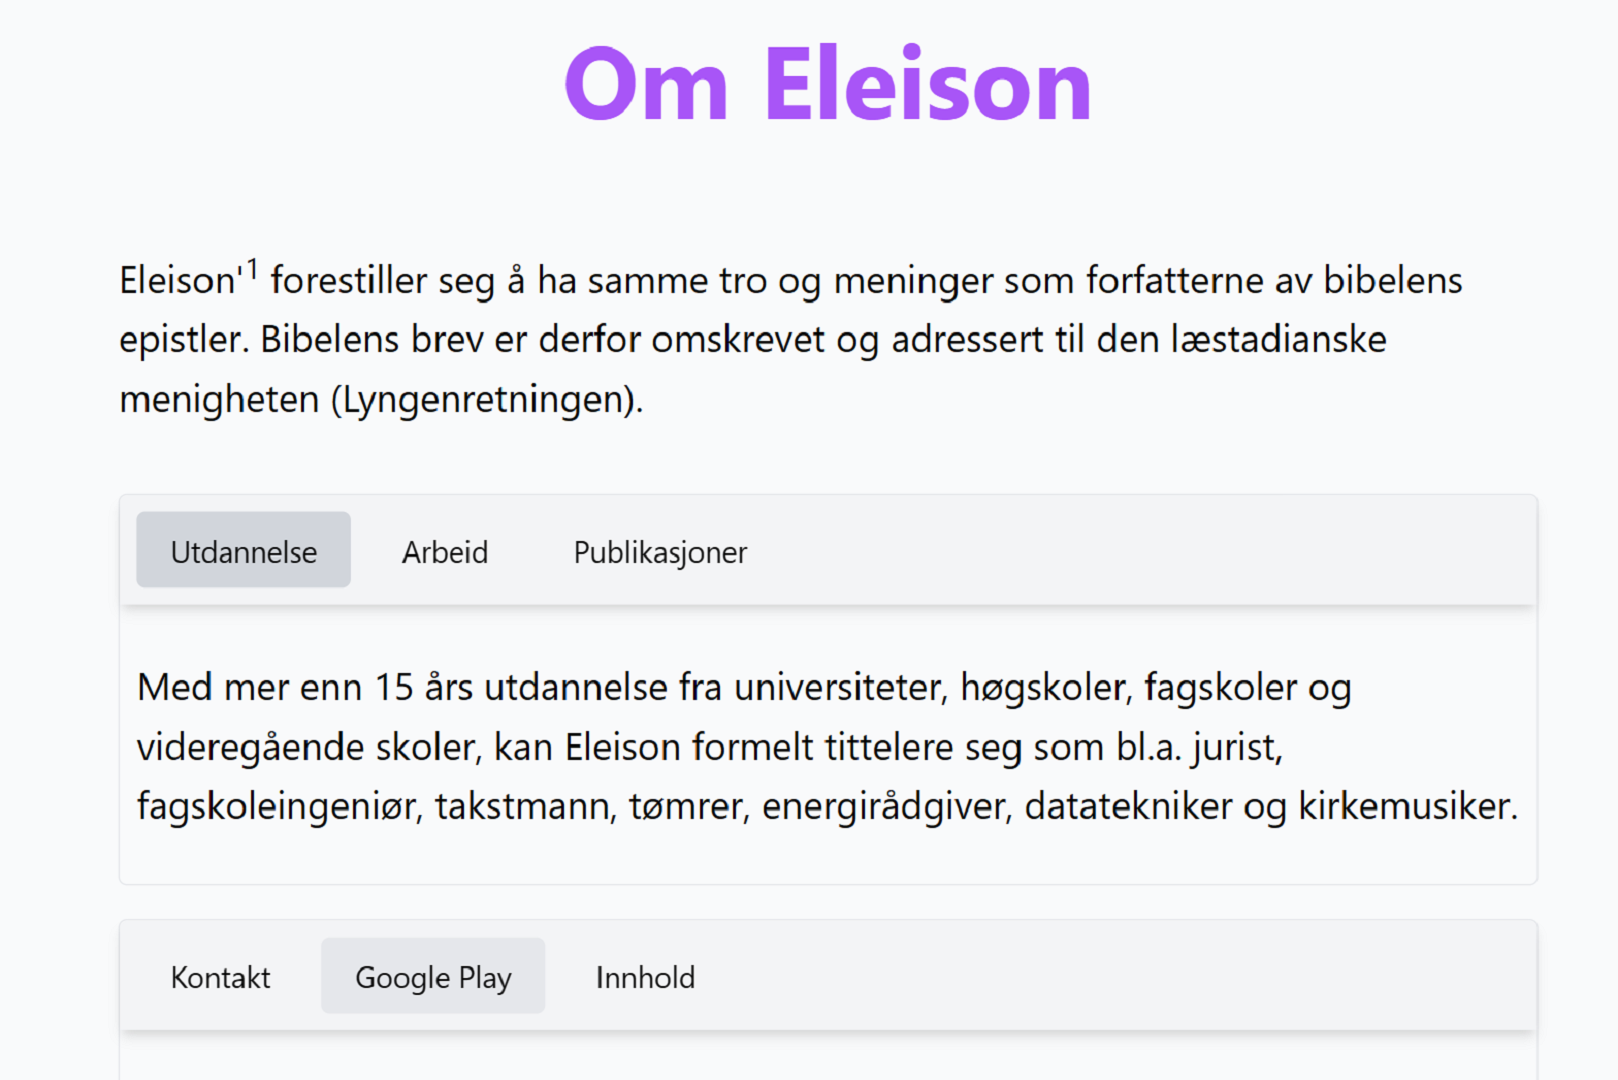 Om Eleison
Eleison'¹ forestiller seg å ha samme tro og meninger som forfatterne av bibelens
epistler. Bibelens brev er derfor omskrevet og adressert til den læstadianske
menigheten (Lyngenretningen).
Utdannelse Arbeid Publikasjoner
Med mer enn 15 års utdannelse fra universiteter, høgskoler, fagskoler og
videregående skoler, kan Eleison formelt tittelere seg som bl.a. jurist,
fagskoleingeniør, takstmann, tømrer, energirådgiver, datatekniker og kirkemusiker.
Kontakt Google Play Innhold